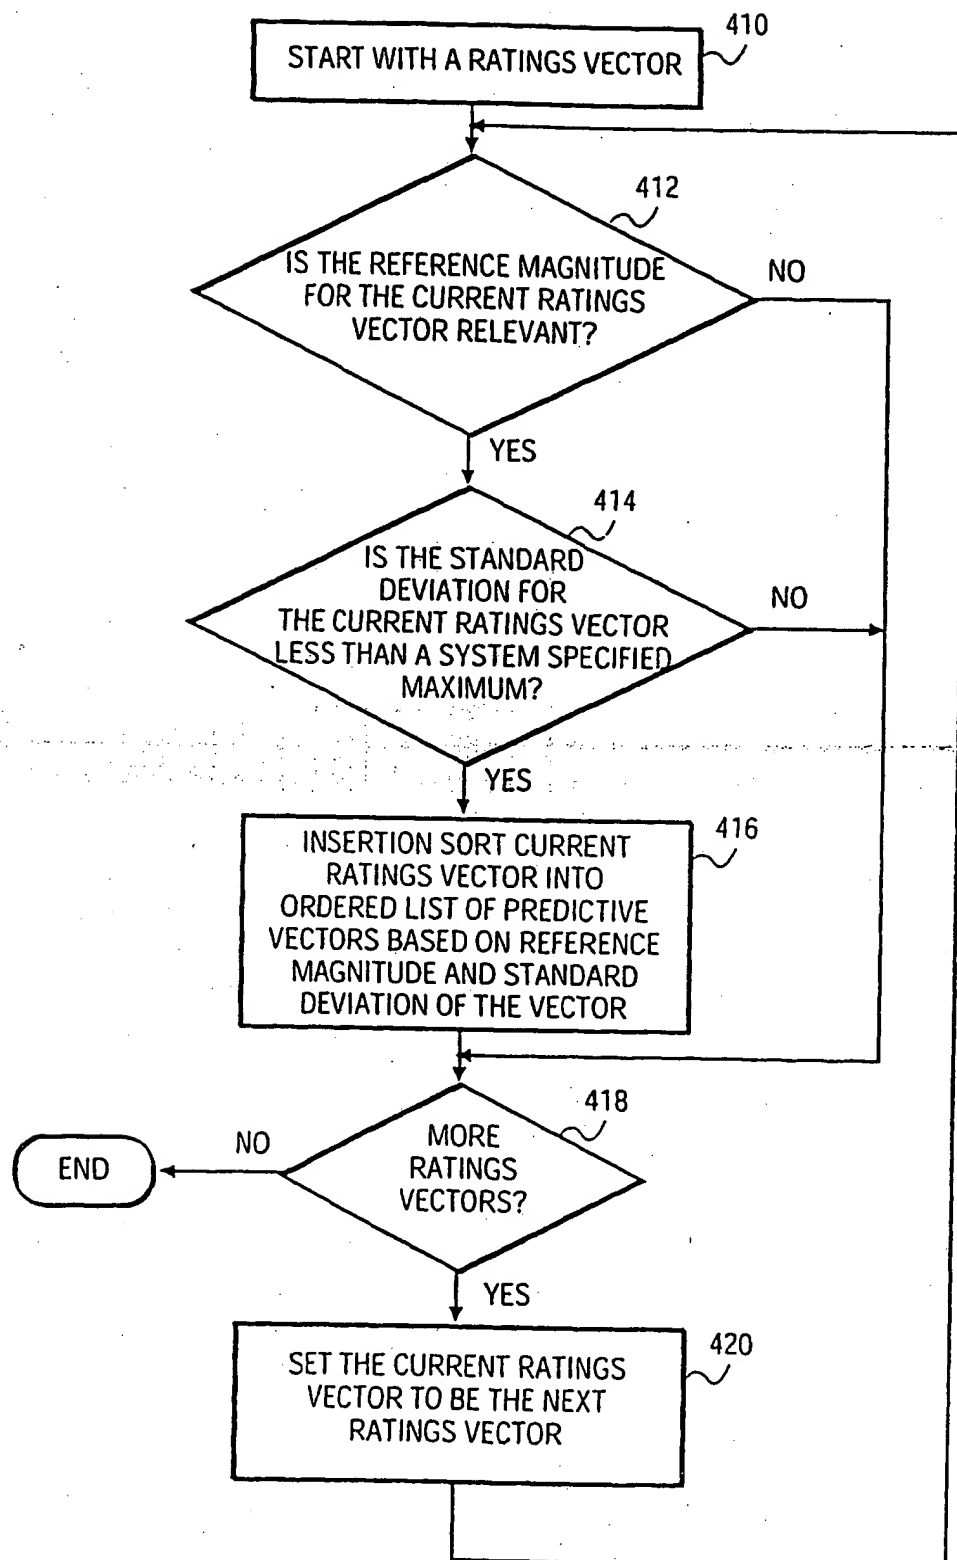 410
START WITH A RATINGS VECTOR
412
IS THE REFERENCE MAGNITUDE
FOR THE CURRENT RATINGS
VECTOR RELEVANT?
NO
YES
414
IS THE STANDARD
DEVIATION FOR
THE CURRENT RATINGS VECTOR
LESS THAN A SYSTEM SPECIFIED
MAXIMUM?
NO
YES
416
INSERTION SORT CURRENT
RATINGS VECTOR INTO
ORDERED LIST OF PREDICTIVE
VECTORS BASED ON REFERENCE
MAGNITUDE AND STANDARD
DEVIATION OF THE VECTOR
418
MORE
RATINGS
VECTORS?
NO
END
YES
420
SET THE CURRENT RATINGS
VECTOR TO BE THE NEXT
RATINGS VECTOR